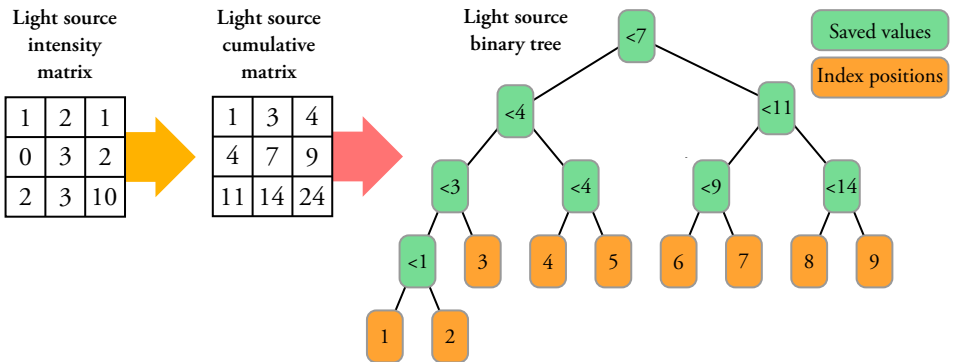 Light source
intensity
matrix
1 2 1
0 3 2
2 3 10
Light source
cumulative
matrix
1 3 4
4 7 9
11 14 24
Light source
binary tree
<7
<4
<11
<3
<4
<9
<14
<1
3
4
5
6
7
8
9
1
2
Saved values
Index positions